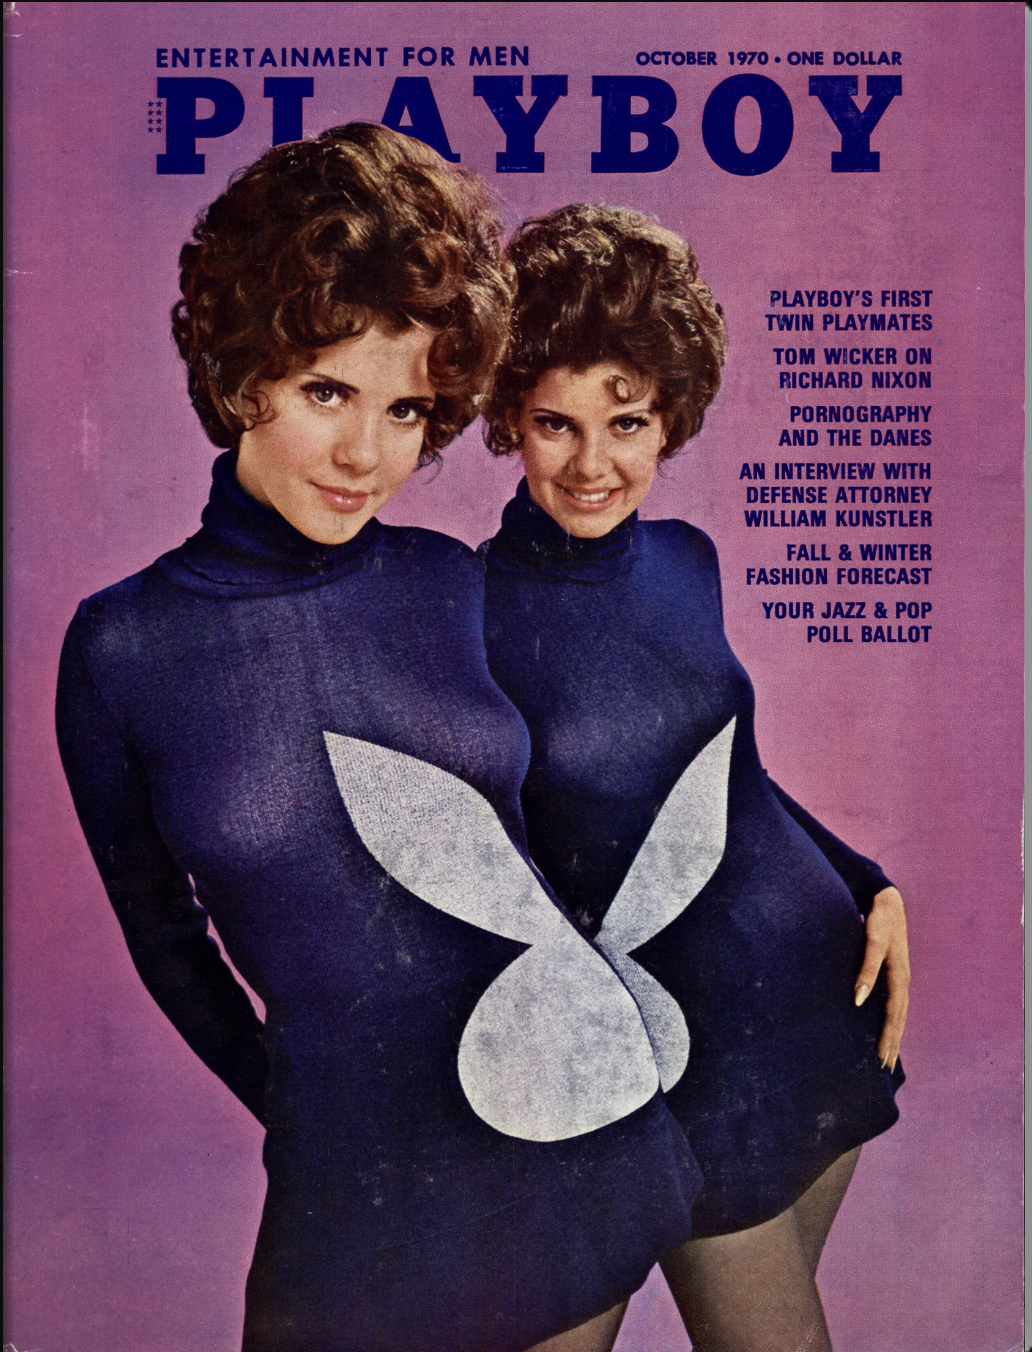 ENTERTAINMENT FOR MEN
OCTOBER 1970 • ONE DOLLAR
PLAYBOY
PLAYBOY'S FIRST
TWIN PLAYMATES
TOM WICKER ON
RICHARD NIXON
PORNOGRAPHY
AND THE DANES
AN INTERVIEW WITH
DEFENSE ATTORNEY
WILLIAM KUNSTLER
FALL & WINTER
FASHION FORECAST
YOUR JAZZ & POP
POLL BALLOT